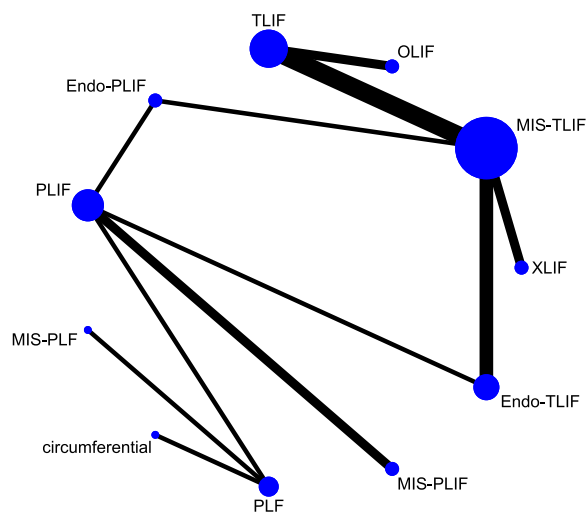 TLIF
OLIF
Endo-PLIF
MIS-TLIF
PLIF
XLIF
MIS-PLF
Endo-TLIF
circumferential
MIS-PLIF
PLF